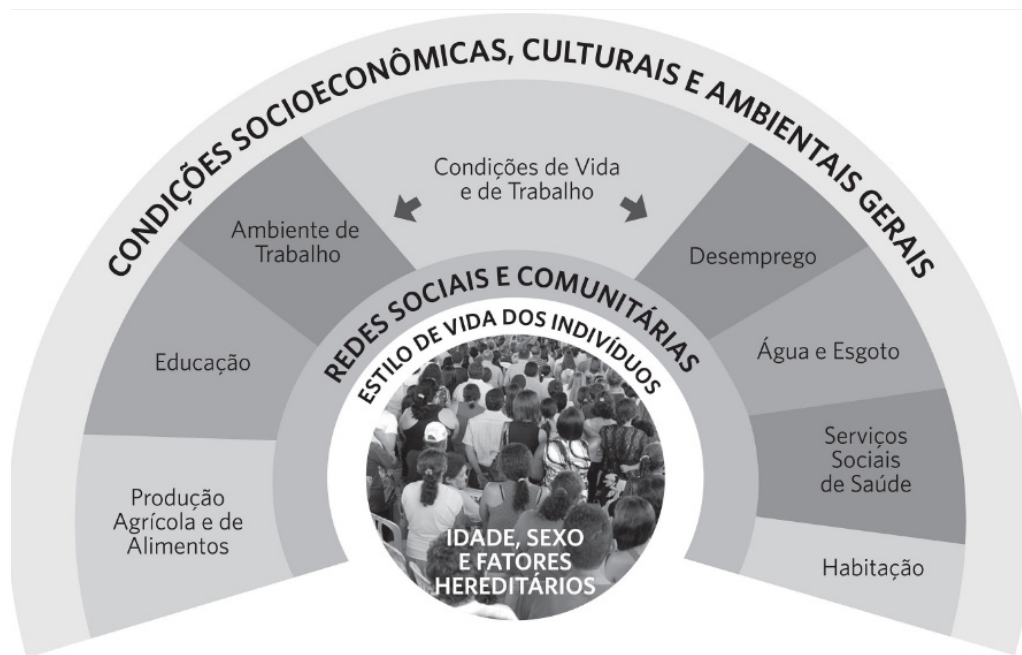 CONDIÇÕES SOCIOECONÔMICAS, CULTURAIS E AMBIENTAIS GERAIS
Condições de Vida
e de Trabalho
Ambiente de
Trabalho
Desemprego
REDES SOCIAIS E COMUNITÁRIAS
ESTILO DE VIDA DOS INDIVÍDUOS
Educação
Água e Esgoto
Serviços
Sociais
de Saúde
Produção
Agrícola e de
Alimentos
IDADE, SEXO
E FATORES
HEREDITÁRIOS
Habitação